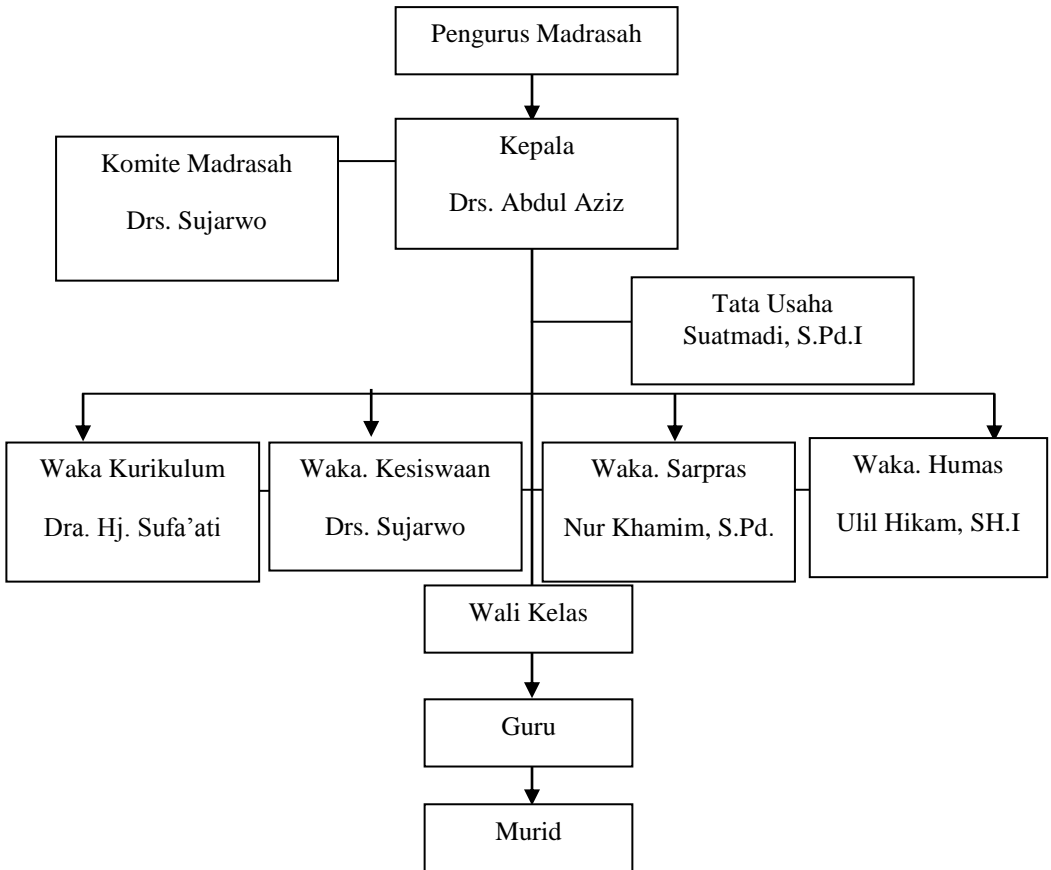 Pengurus Madrasah
Kepala
Drs. Abdul Aziz
Komite Madrasah
Drs. Sujarwo
Tata Usaha
Suatmadi, S.Pd.I
Waka Kurikulum
Dra. Hj. Sufa’ati
Waka. Kesiswaan
Drs. Sujarwo
Waka. Sarpras
Nur Khamim, S.Pd.
Waka. Humas
Ulil Hikam, SH.I
Wali Kelas
Guru
Murid